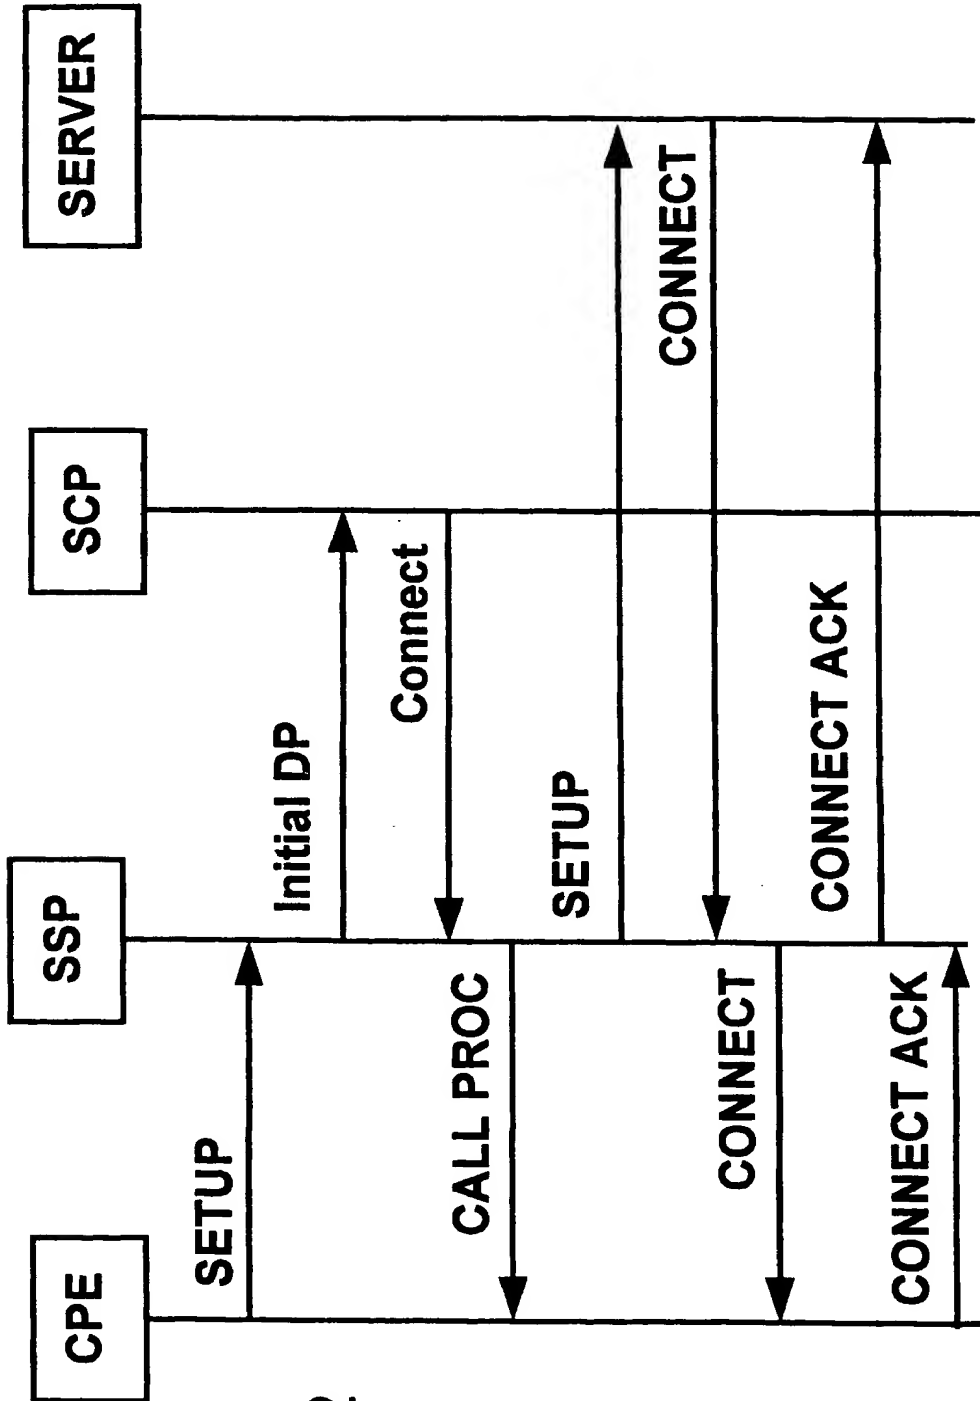 CPE
SSP
SCP
SERVER
SETUP
Initial DP
Connect
CALL PROC
SETUP
CONNECT
CONNECT
CONNECT ACK
CONNECT ACK